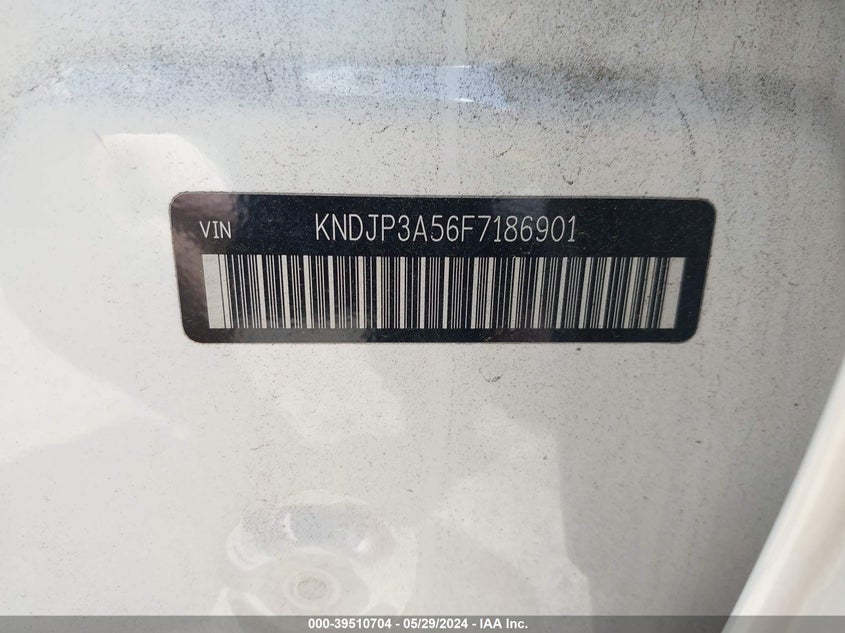 VIN KNDJP3A56F7186901
000-39510704 - 05/29/2024 - IAA Inc.